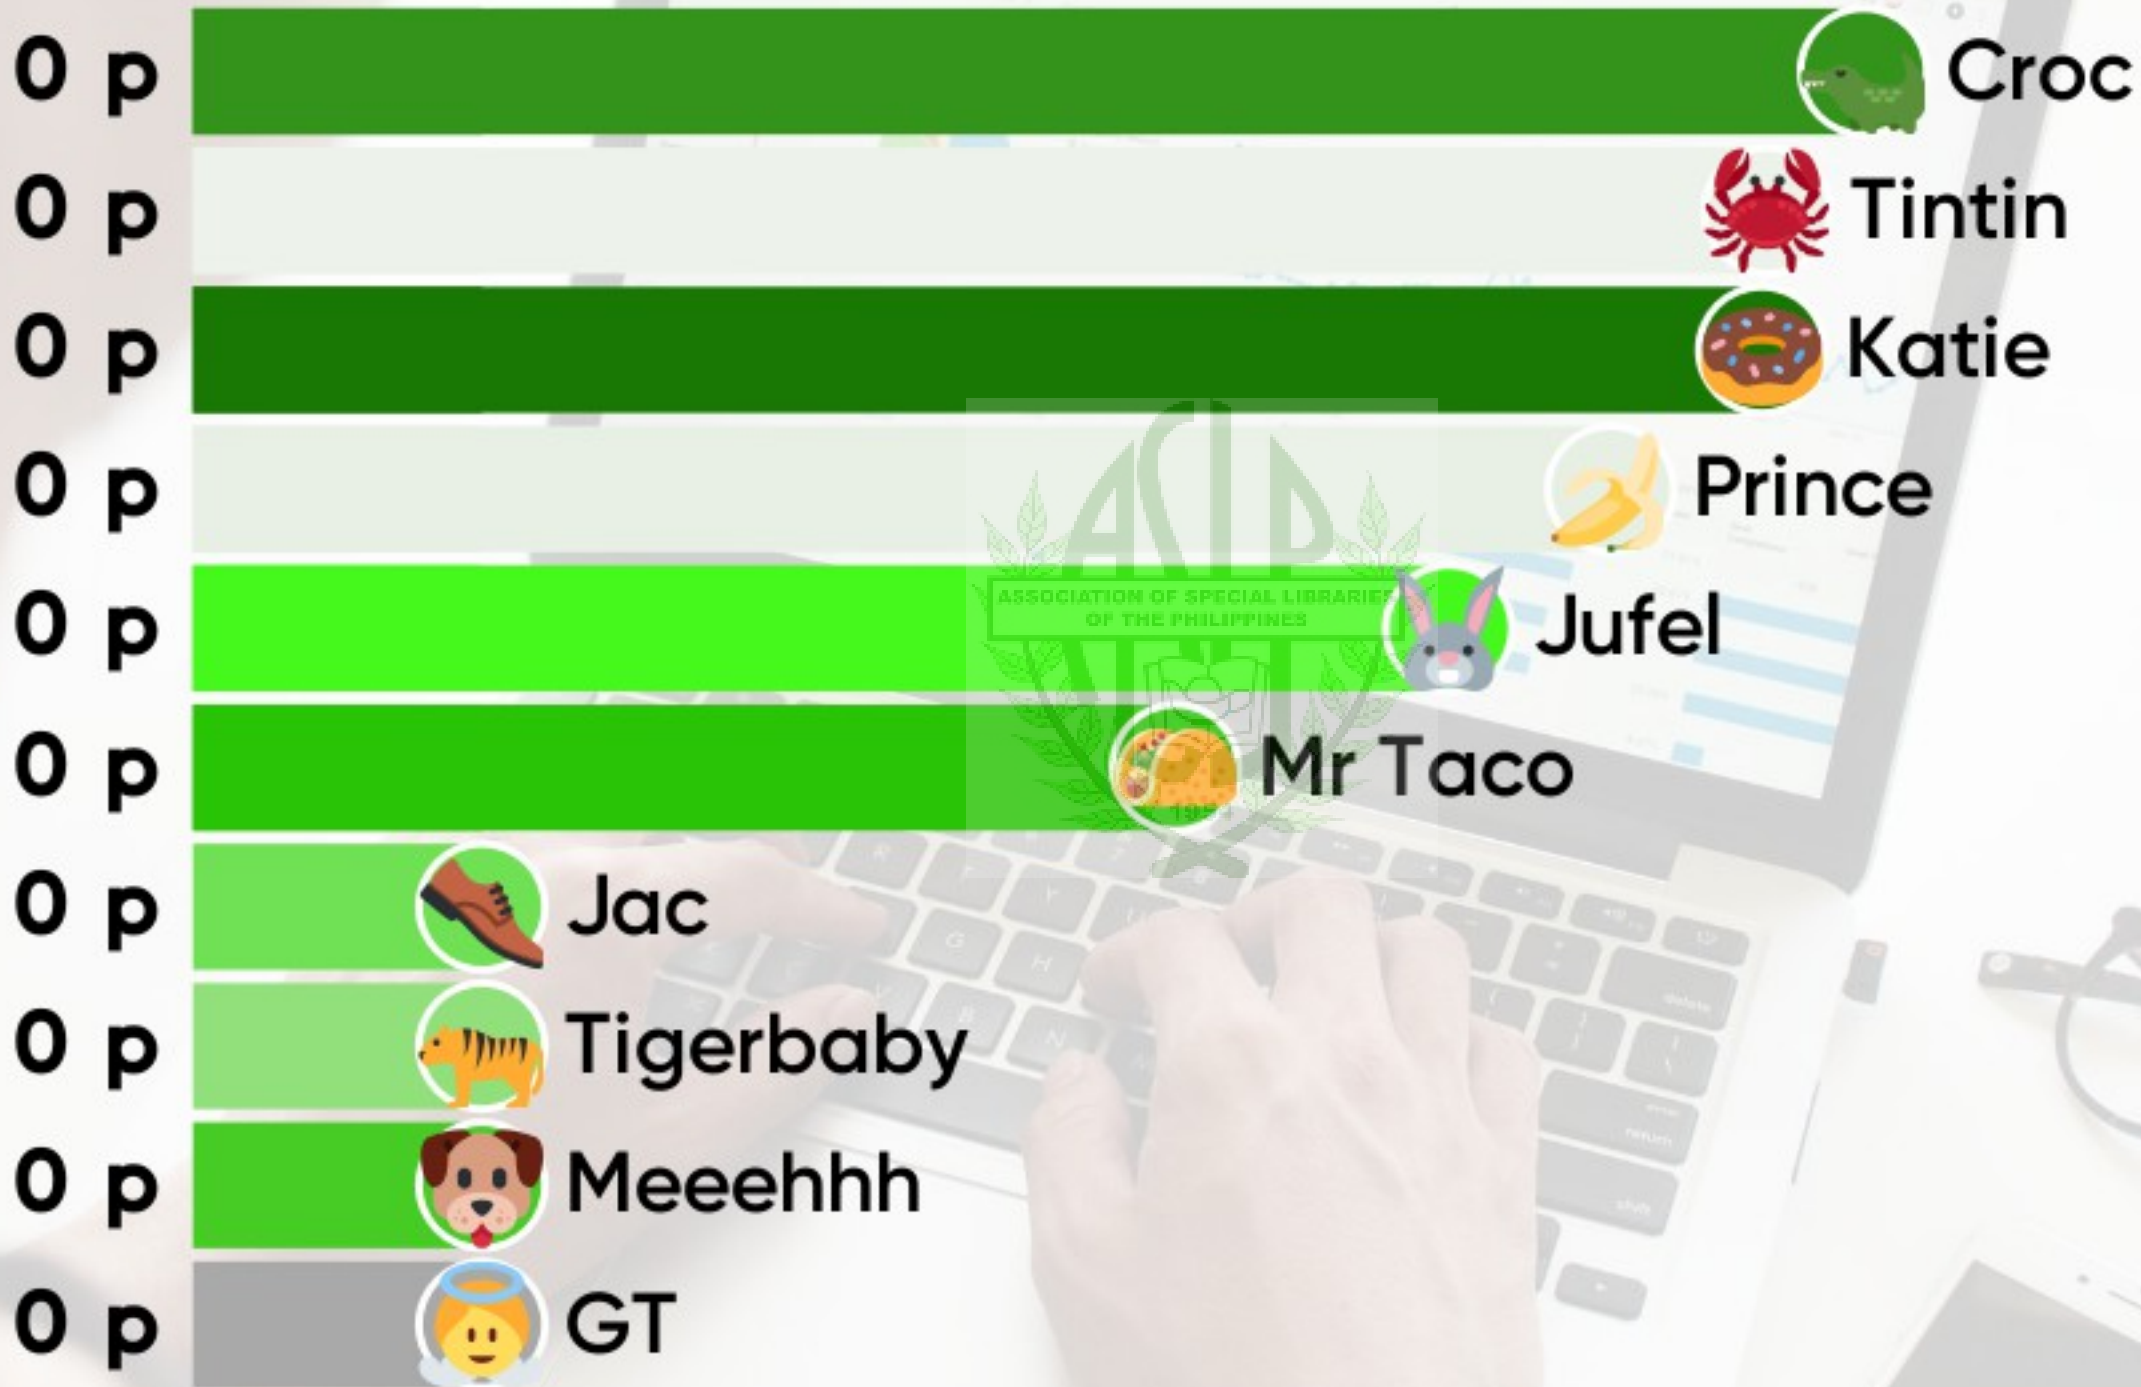 0 p Croc
0 p Tintin
0 p Katie
0 p Prince
ASLP
ASSOCIATION OF SPECIAL LIBRARIES
OF THE PHILIPPINES
0 p Jufel
0 p Mr Taco
0 p Jac
0 p Tigerbaby
0 p Meeehhh
0 p GT